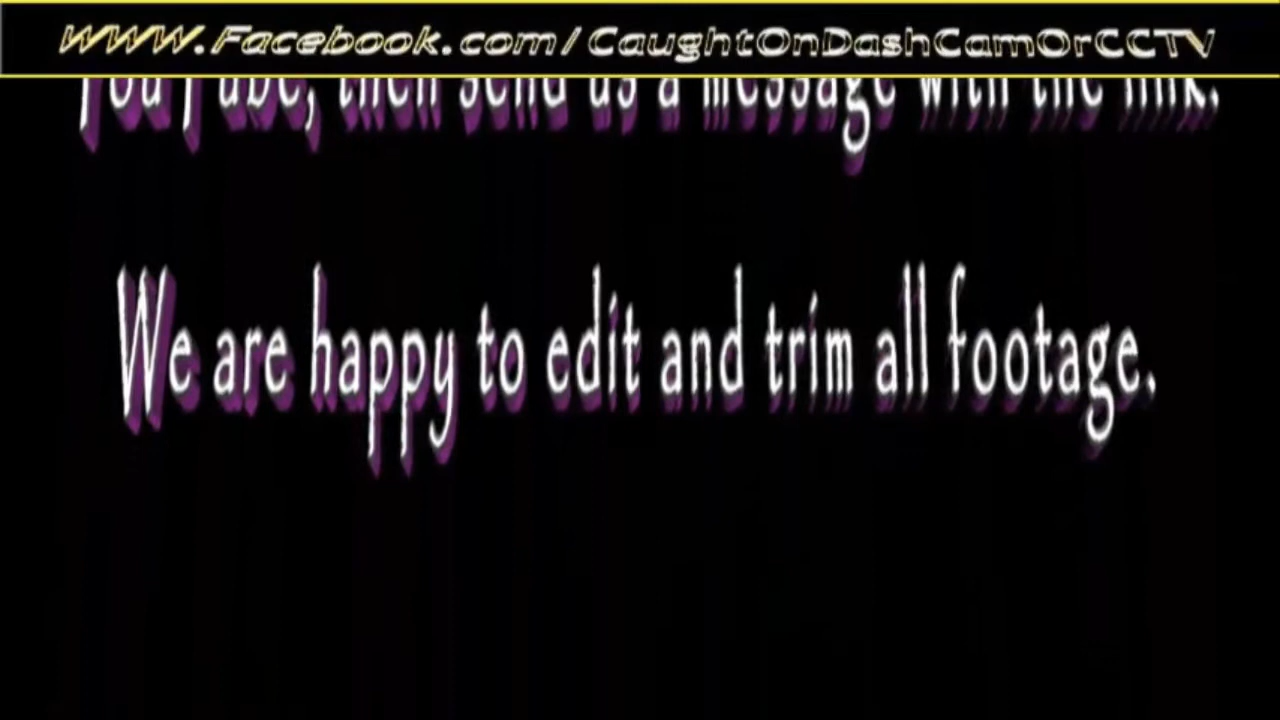 WWW.Facebook.com/CaughtOnDashCamOrCCTV
YouTube, then send us a message with the link.
We are happy to edit and trim all footage.